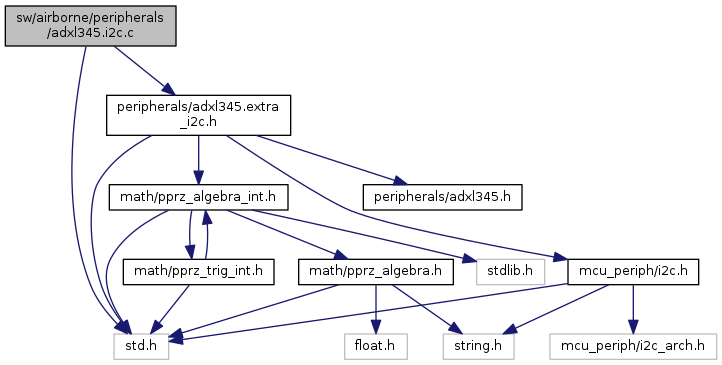 sw/airborne/peripherals
/adxl345.i2c.c
peripherals/adxl345.extra
_i2c.h
math/pprz_algebra_int.h
peripherals/adxl345.h
math/pprz_trig_int.h
math/pprz_algebra.h
stdlib.h
mcu_periph/i2c.h
std.h
float.h
string.h
mcu_periph/i2c_arch.h